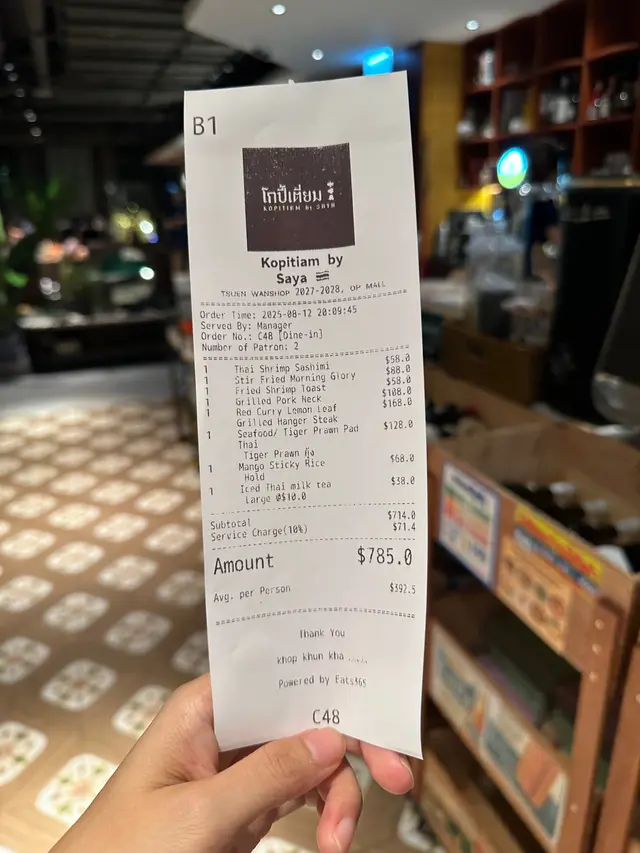 B1
โกปี๊เตี่ยม
KOPITIAM by SAYA
Kopitiam by
Saya
TSUEN WANSHOP 2027-2028, OP MALL
Order Time: 2025-08-12 20:09:45
Served By: Manager
Order No.: C48 [Dine-in]
Number of Patron: 2
1 Thai Shrimp Sashimi $58.0
1 Stir Fried Morning Glory $88.0
1 Fried Shrimp Toast $58.0
1 Grilled Pork Neck $108.0
1 Red Curry Lemon Leaf $168.0
Grilled Hanger Steak
1 Seafood/ Tiger Prawn Pad $128.0
Thai
Tiger Prawn กุ้ง
1 Mango Sticky Rice $68.0
Hold
1 Iced Thai milk tea $38.0
Large @$10.0
Subtotal $714.0
Service Charge(10%) $71.4
Amount $785.0
Avg. per Person $392.5
Thank You
khop khun kha
Powered by Eats365
C48